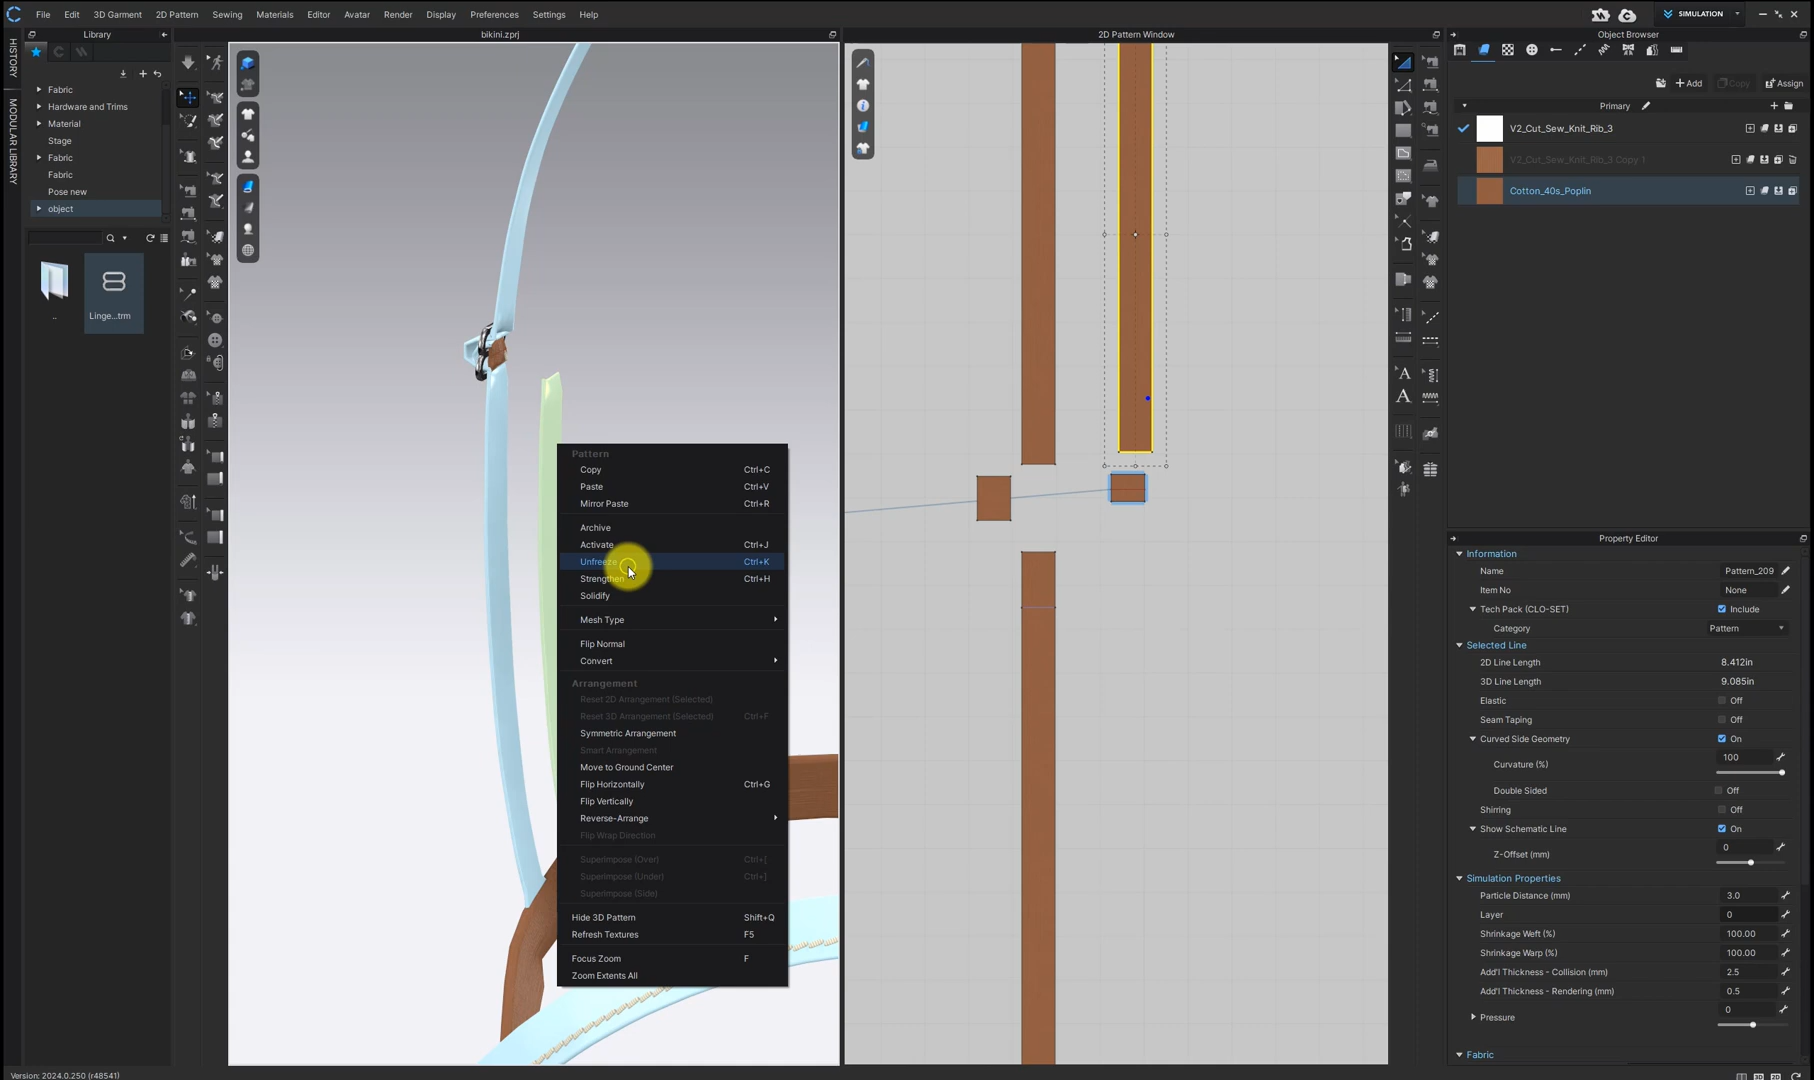 File Edit 3D Garment 2D Pattern Sewing Materials Editor Avatar Render Display Preferences Settings Help
SIMULATION
Library
bikini.zprj
2D Pattern Window
Object Browser
HISTORY
MODULAR LIBRARY
Fabric
Hardware and Trims
Material
Stage
Fabric
Fabric
Pose new
object
..
Linge...trm
Add Copy Assign
Primary
V2_Cut_Sew_Knit_Rib_3
V2_Cut_Sew_Knit_Rib_3 Copy 1
Cotton_40s_Poplin
Pattern
Copy Ctrl+C
Paste Ctrl+V
Mirror Paste Ctrl+R
Archive
Activate Ctrl+J
Unfreeze Ctrl+K
Strengthen Ctrl+H
Solidify
Mesh Type
Flip Normal
Convert
Arrangement
Reset 2D Arrangement (Selected)
Reset 3D Arrangement (Selected) Ctrl+F
Symmetric Arrangement
Smart Arrangement
Move to Ground Center
Flip Horizontally Ctrl+G
Flip Vertically
Reverse-Arrange
Flip Wrap Direction
Superimpose (Over) Ctrl+[
Superimpose (Under) Ctrl+]
Superimpose (Side)
Hide 3D Pattern Shift+Q
Refresh Textures F5
Focus Zoom F
Zoom Extents All
Property Editor
Information
Name Pattern_209
Item No None
Tech Pack (CLO-SET) Include
Category Pattern
Selected Line
2D Line Length 8.412in
3D Line Length 9.085in
Elastic Off
Seam Taping Off
Curved Side Geometry On
Curvature (%) 100
Double Sided Off
Shirring Off
Show Schematic Line On
Z-Offset (mm) 0
Simulation Properties
Particle Distance (mm) 3.0
Layer 0
Shrinkage Weft (%) 100.00
Shrinkage Warp (%) 100.00
Add'l Thickness - Collision (mm) 2.5
Add'l Thickness - Rendering (mm) 0.5
Pressure 0
Fabric
Version: 2024.0.250 (r48541)